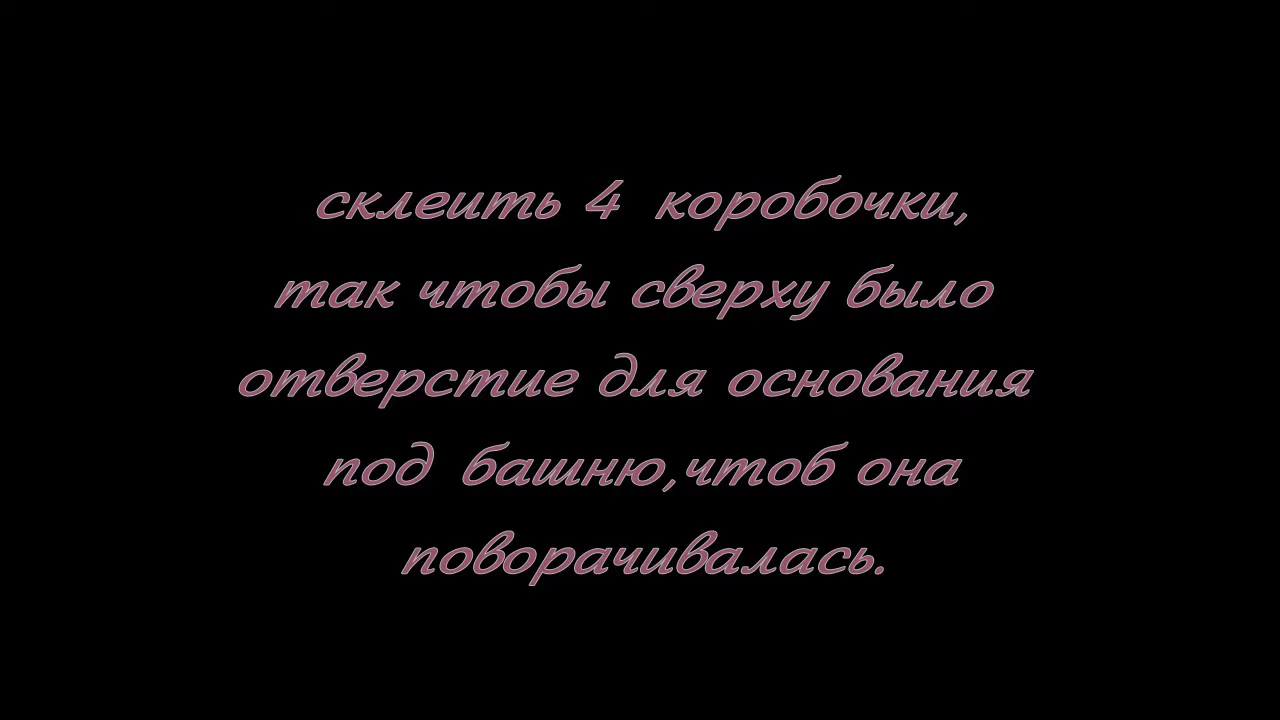 склеить 4 коробочки,
так чтобы сверху было
отверстие для основания
под башню,чтоб она
поворачивалась.